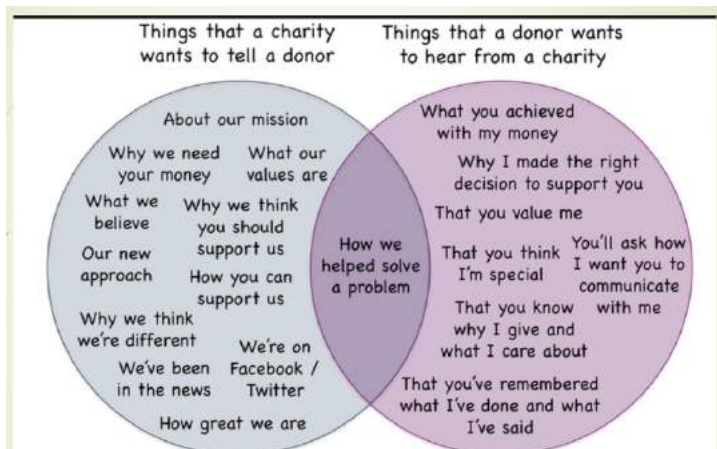 Things that a charity
wants to tell a donor
Things that a donor wants
to hear from a charity
About our mission
Why we need
your money
What our
values are
What we
believe
Why we think
you should
support us
Our new
approach
How you can
support us
Why we think
we're different
We've been
in the news
We're on
Facebook /
Twitter
How great we are
How we
helped solve
a problem
What you achieved
with my money
Why I made the right
decision to support you
That you value me
That you think
I'm special
You'll ask how
I want you to
communicate
with me
That you know
why I give and
what I care about
That you've remembered
what I've done and what
I've said